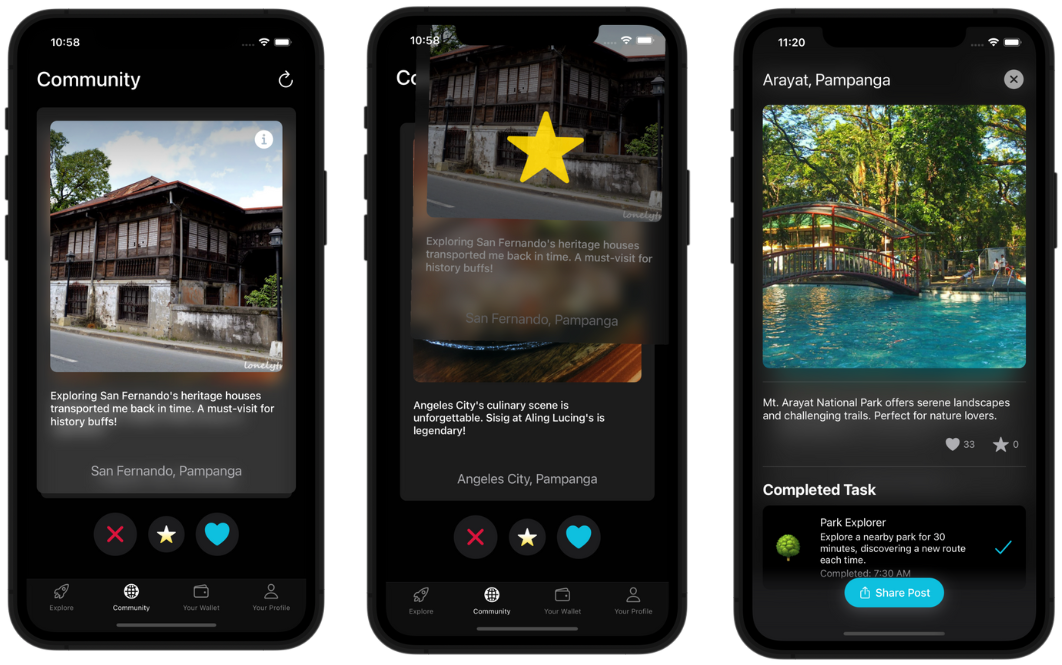 10:58
Community
i
lonely
Exploring San Fernando's heritage houses
transported me back in time. A must-visit for
history buffs!
San Fernando, Pampanga
Explore
Community
Your Wallet
Your Profile
10:58
Co
lonely
Exploring San Fernando's heritage houses
transported me back in time. A must-visit for
history buffs!
San Fernando, Pampanga
Angeles City's culinary scene is
unforgettable. Sisig at Aling Lucing's is
legendary!
Angeles City, Pampanga
Explore
Community
Your Wallet
Your Profile
11:20
Arayat, Pampanga
Mt. Arayat National Park offers serene landscapes
and challenging trails. Perfect for nature lovers.
33
0
Completed Task
Park Explorer
Explore a nearby park for 30
minutes, discovering a new route
each time.
Completed: 7:30 AM
Share Post